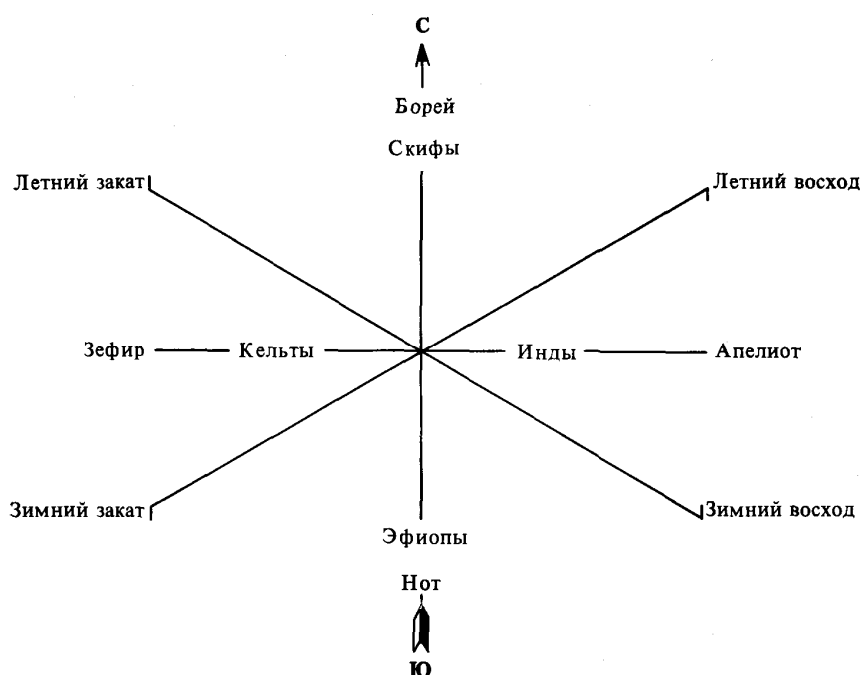 С
Борей
Скифы
Летний закат
Летний восход
Зефир
Кельты
Инды
Апелиот
Зимний закат
Зимний восход
Эфиопы
Нот
Ю